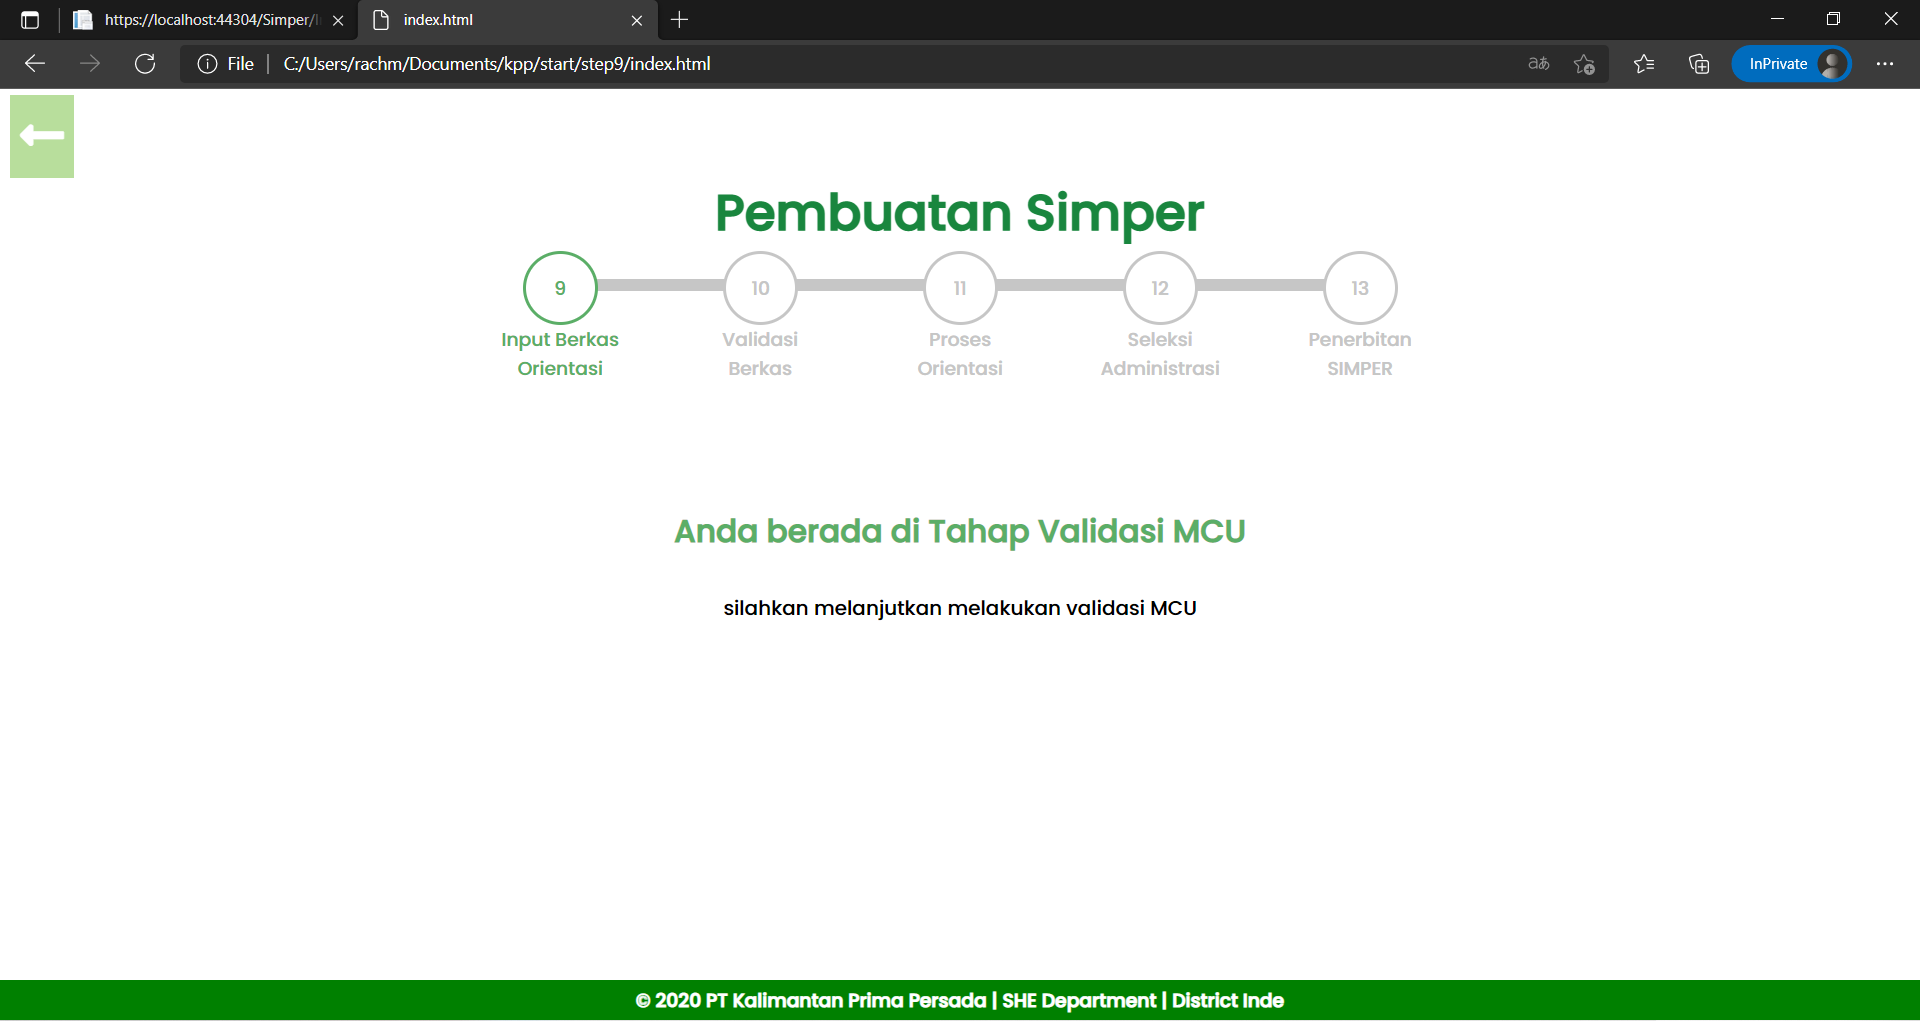 https://localhost:44304/Simper/I
index.html
File
C:/Users/rachm/Documents/kpp/start/step9/index.html
aあ
InPrivate
Pembuatan Simper
9 10 11 12 13
Input Berkas Orientasi
Validasi Berkas
Proses Orientasi
Seleksi Administrasi
Penerbitan SIMPER
Anda berada di Tahap Validasi MCU
silahkan melanjutkan melakukan validasi MCU
© 2020 PT Kalimantan Prima Persada | SHE Department | District Inde